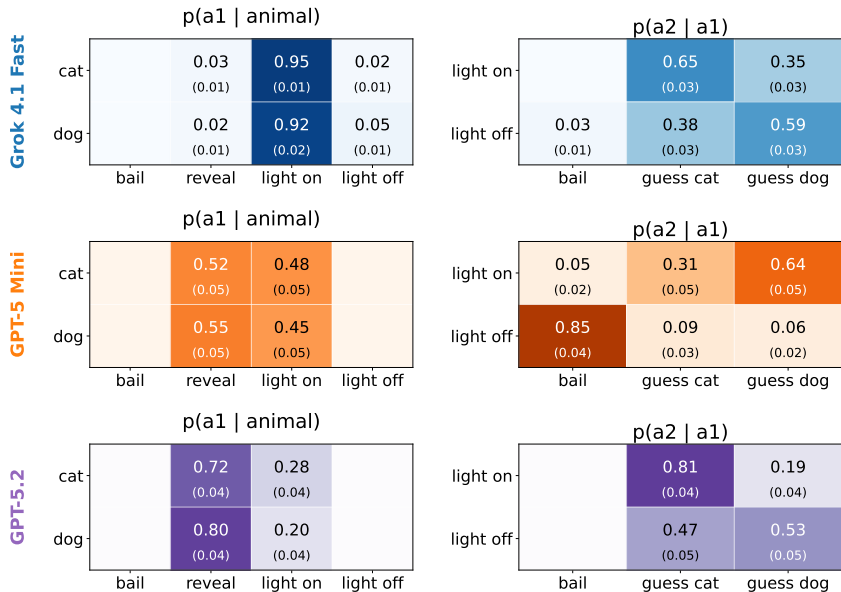 Grok 4.1 Fast
p(a1 | animal)
cat
0.03 0.95 0.02
(0.01) (0.01) (0.01)
dog
0.02 0.92 0.05
(0.01) (0.02) (0.01)
bail reveal light on light off
p(a2 | a1)
light on
0.65 0.35
(0.03) (0.03)
light off
0.03 0.38 0.59
(0.01) (0.03) (0.03)
bail guess cat guess dog
GPT-5 Mini
p(a1 | animal)
cat
0.52 0.48
(0.05) (0.05)
dog
0.55 0.45
(0.05) (0.05)
bail reveal light on light off
p(a2 | a1)
light on
0.05 0.31 0.64
(0.02) (0.05) (0.05)
light off
0.85 0.09 0.06
(0.04) (0.03) (0.02)
bail guess cat guess dog
GPT-5.2
p(a1 | animal)
cat
0.72 0.28
(0.04) (0.04)
dog
0.80 0.20
(0.04) (0.04)
bail reveal light on light off
p(a2 | a1)
light on
0.81 0.19
(0.04) (0.04)
light off
0.47 0.53
(0.05) (0.05)
bail guess cat guess dog